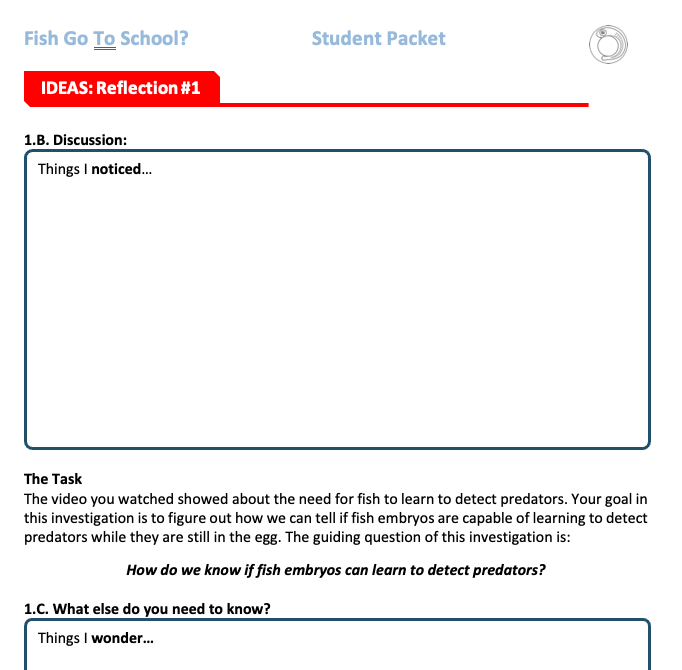 Fish Go To School? Student Packet
IDEAS: Reflection #1
1.B. Discussion:
Things I noticed...
The Task
The video you watched showed about the need for fish to learn to detect predators. Your goal in
this investigation is to figure out how we can tell if fish embryos are capable of learning to detect
predators while they are still in the egg. The guiding question of this investigation is:
How do we know if fish embryos can learn to detect predators?
1.C. What else do you need to know?
Things I wonder...